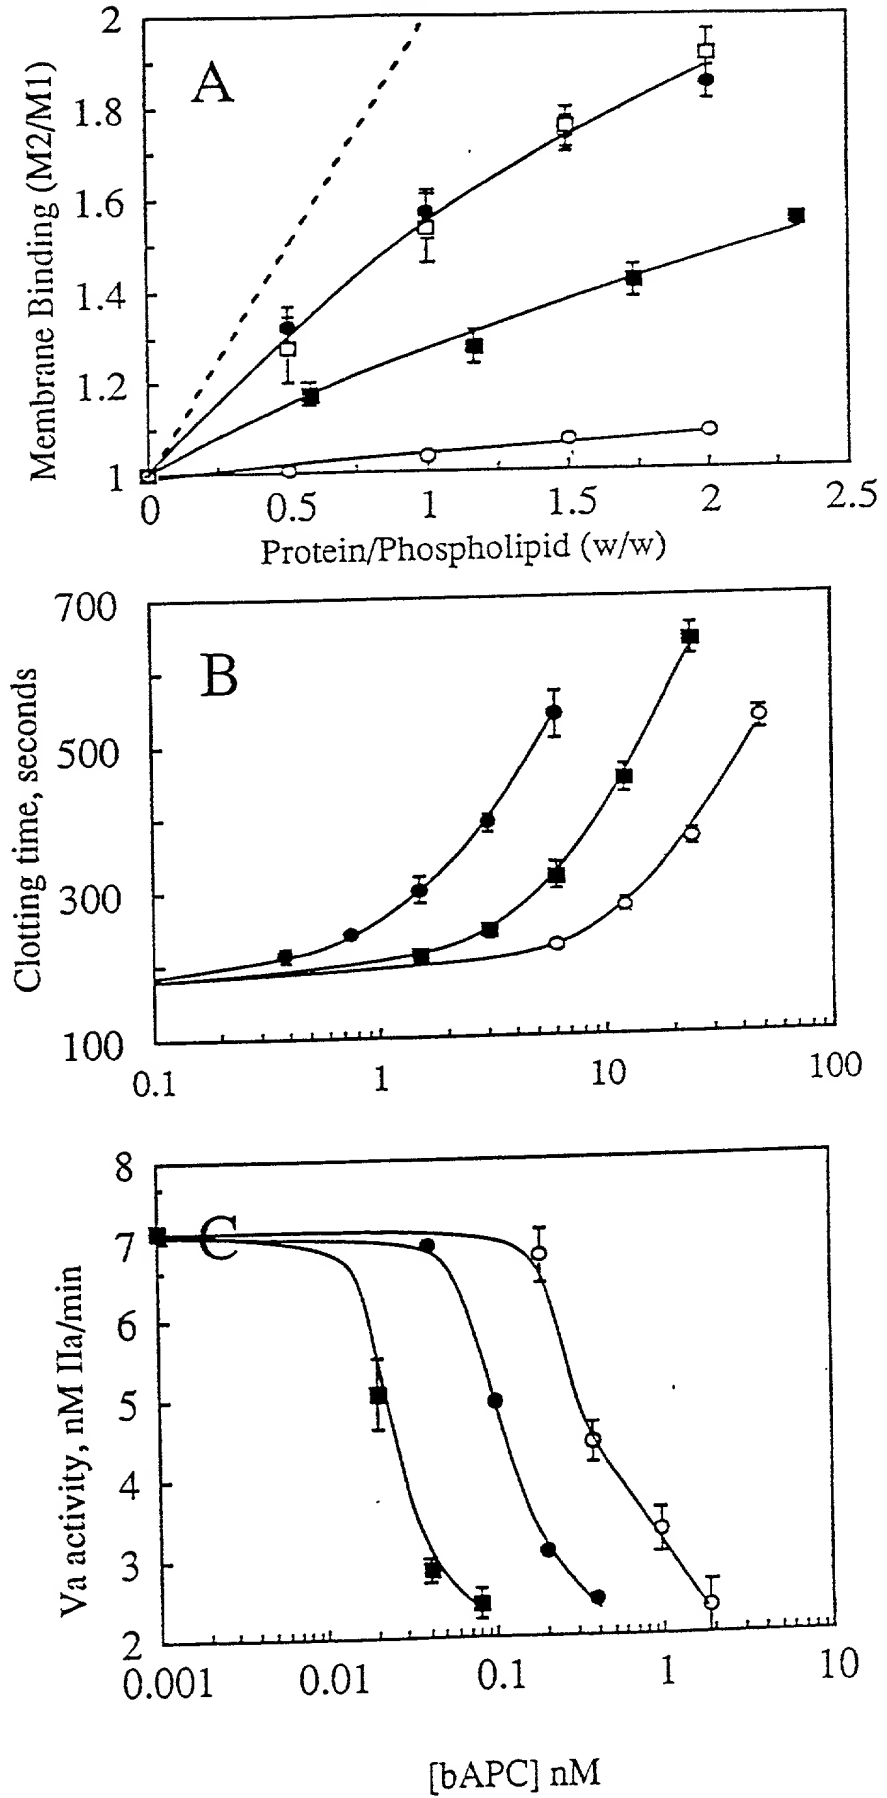 2
A
1.8
1.6
1.4
1.2
1
Membrane Binding (M2/M1)
0 0.5 1 1.5 2 2.5
Protein/Phospholipid (w/w)
700
B
500
300
100
Clotting time, seconds
0.1 1 10 100
8
C
7
6
5
4
3
2
Va activity, nM IIa/min
0.001 0.01 0.1 1 10
[bAPC] nM